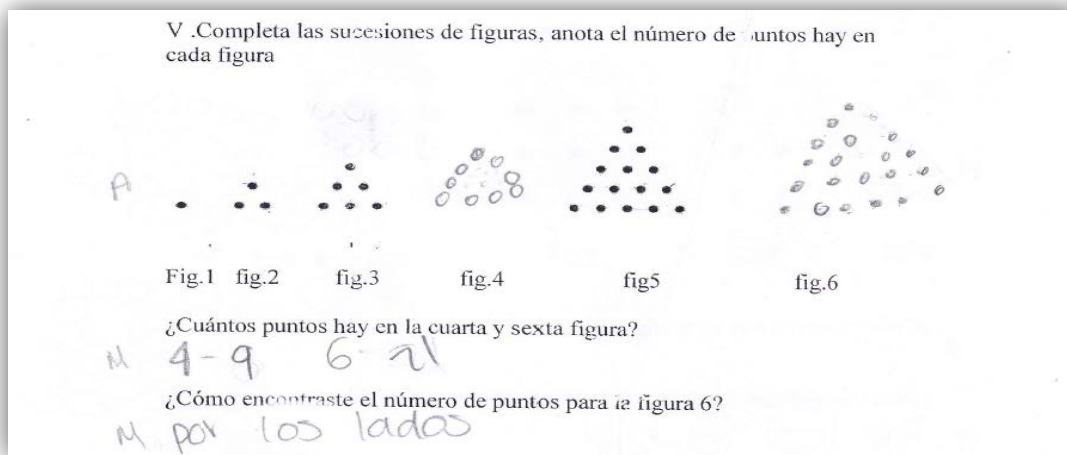 V .Completa las sucesiones de figuras, anota el número de puntos hay en
cada figura
A
Fig.1 fig.2 fig.3 fig.4 fig5 fig.6
¿Cuántos puntos hay en la cuarta y sexta figura?
M 4-9 6-21
¿Cómo encontraste el número de puntos para la figura 6?
M por los lados